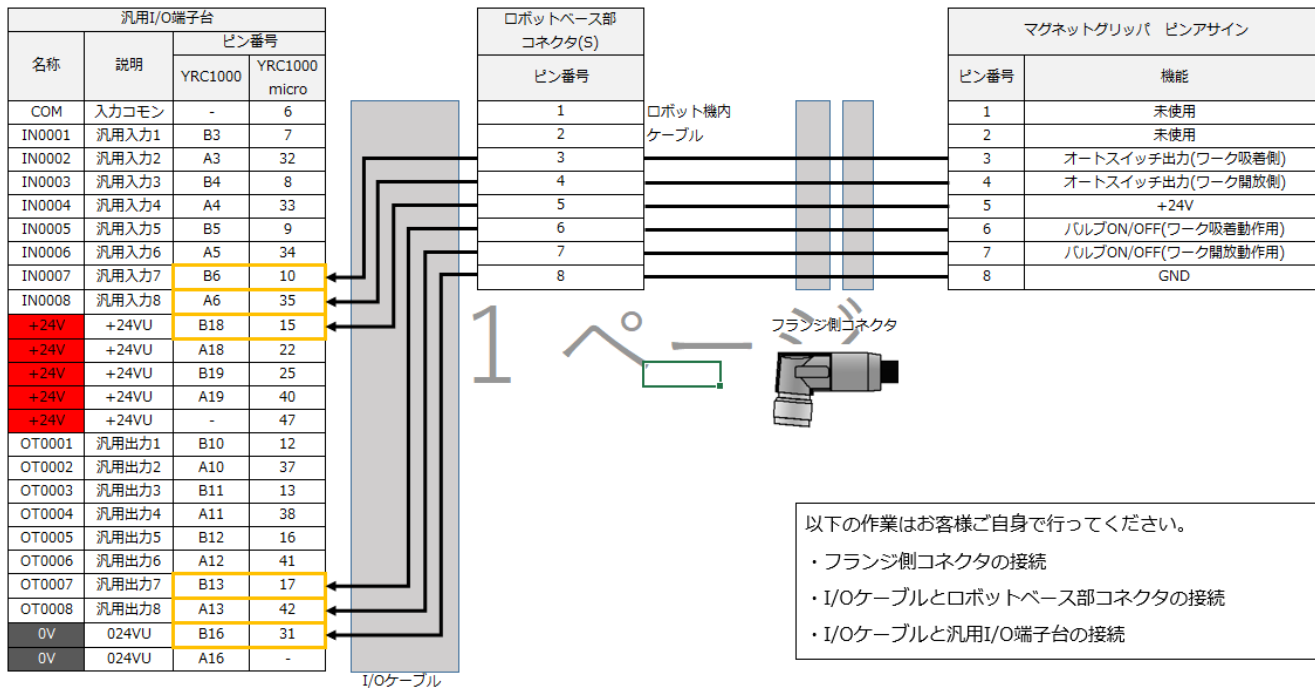 汎用I/O端子台
名称 説明 ピン番号
YRC1000 YRC1000 micro
COM 入力コモン - 6
IN0001 汎用入力1 B3 7
IN0002 汎用入力2 A3 32
IN0003 汎用入力3 B4 8
IN0004 汎用入力4 A4 33
IN0005 汎用入力5 B5 9
IN0006 汎用入力6 A5 34
IN0007 汎用入力7 B6 10
IN0008 汎用入力8 A6 35
+24V +24VU B18 15
+24V +24VU A18 22
+24V +24VU B19 25
+24V +24VU A19 40
+24V +24VU - 47
OT0001 汎用出力1 B10 12
OT0002 汎用出力2 A10 37
OT0003 汎用出力3 B11 13
OT0004 汎用出力4 A11 38
OT0005 汎用出力5 B12 16
OT0006 汎用出力6 A12 41
OT0007 汎用出力7 B13 17
OT0008 汎用出力8 A13 42
0V 024VU B16 31
0V 024VU A16 -
I/Oケーブル
ロボットベース部
コネクタ(S)
ピン番号
1
2
3
4
5
6
7
8
ロボット機内
ケーブル
マグネットグリッパ ピンアサイン
ピン番号 機能
1 未使用
2 未使用
3 オートスイッチ出力(ワーク吸着側)
4 オートスイッチ出力(ワーク開放側)
5 +24V
6 バルブON/OFF(ワーク吸着動作用)
7 バルブON/OFF(ワーク開放動作用)
8 GND
1 ページ
フランジ側コネクタ
以下の作業はお客様ご自身で行ってください。
・フランジ側コネクタの接続
・I/Oケーブルとロボットベース部コネクタの接続
・I/Oケーブルと汎用I/O端子台の接続